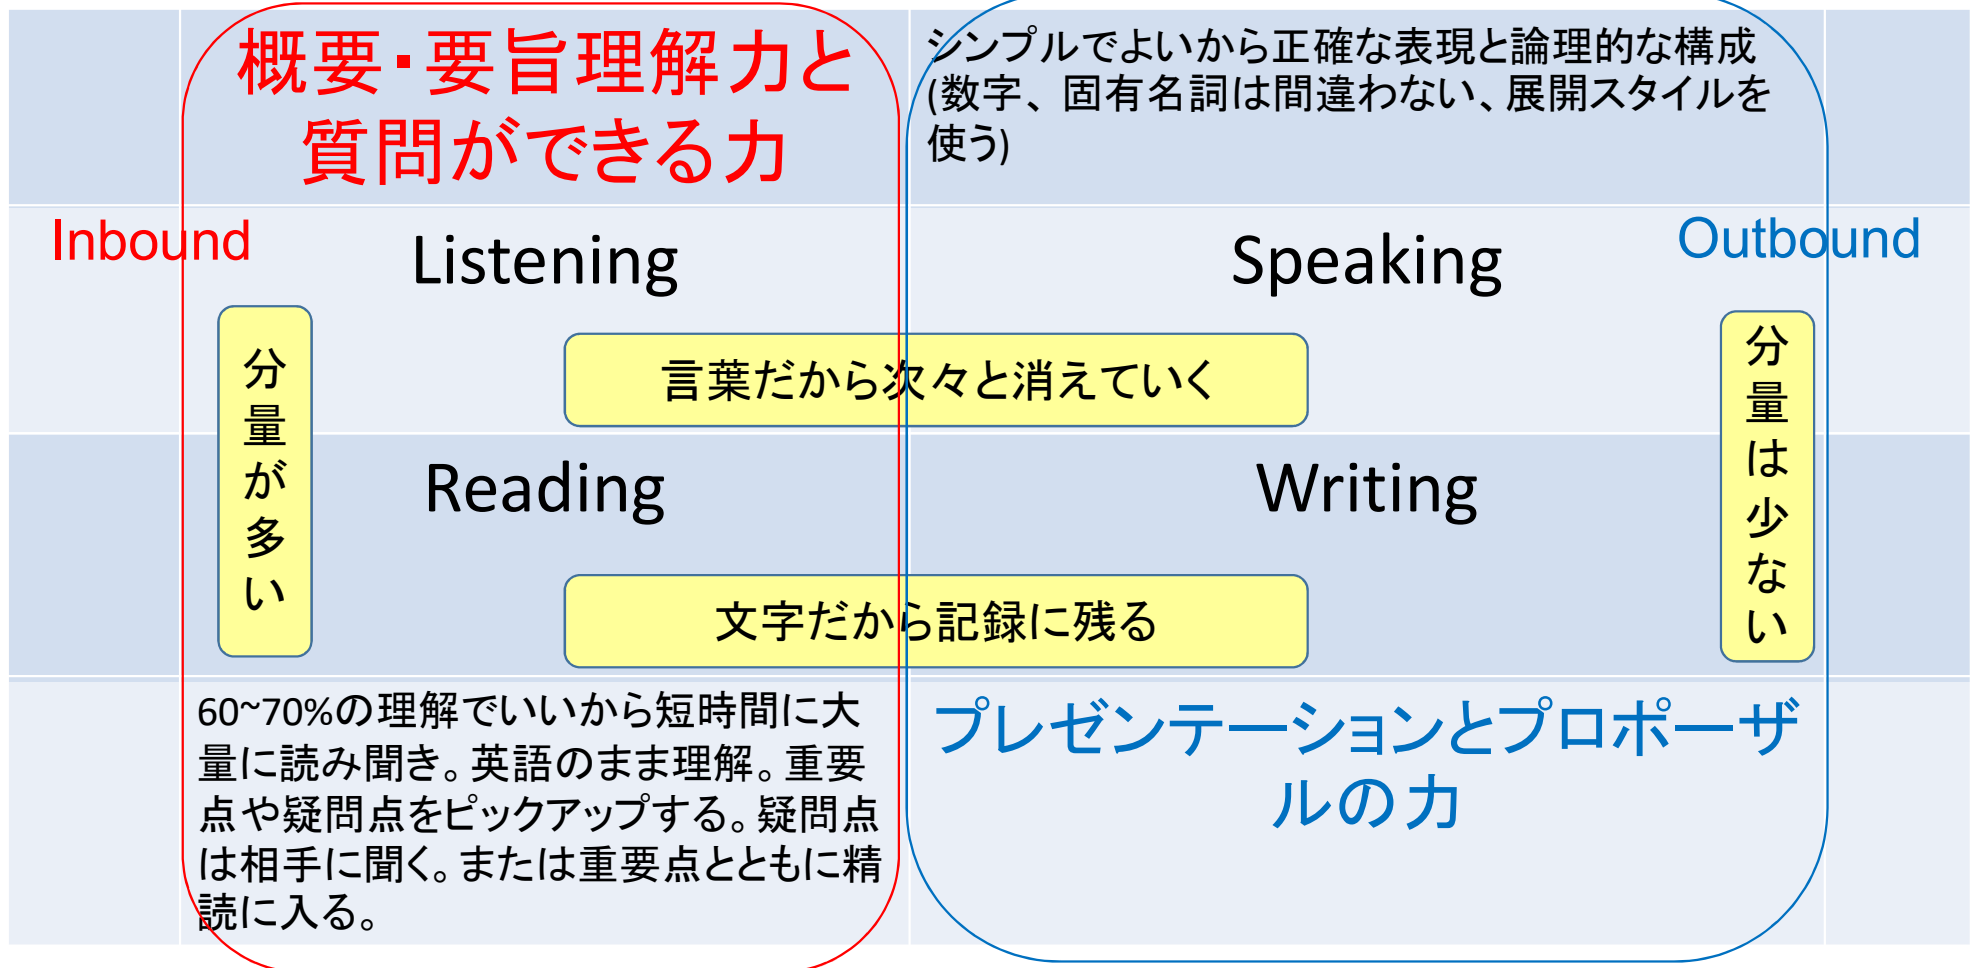 概要・要旨理解力と
質問ができる力
シンプルでよいから正確な表現と論理的な構成
(数字、固有名詞は間違わない、展開スタイルを
使う)
Inbound
Listening
Speaking
Outbound
分量が多い
言葉だから次々と消えていく
分量は少ない
Reading
Writing
文字だから記録に残る
60~70%の理解でいいから短時間に大
量に読み聞き。英語のまま理解。重要
点や疑問点をピックアップする。疑問点
は相手に聞く。または重要点とともに精
読に入る。
プレゼンテーションとプロポーザ
ルの力